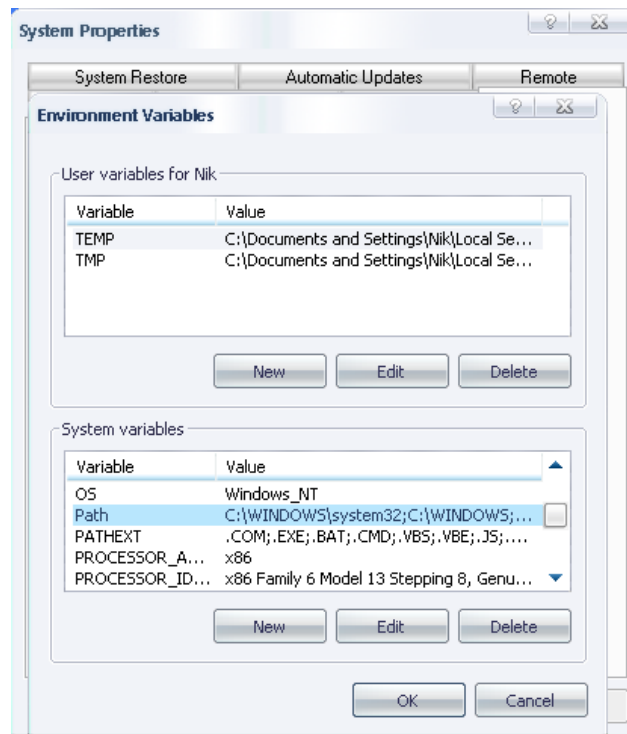 System Properties
System Restore Automatic Updates Remote
Environment Variables
User variables for Nik
Variable Value
TEMP C:\Documents and Settings\Nik\Local Se...
TMP C:\Documents and Settings\Nik\Local Se...
New Edit Delete
System variables
Variable Value
OS Windows_NT
Path C:\WINDOWS\system32;C:\WINDOWS;...
PATHEXT .COM;.EXE;.BAT;.CMD;.VBS;.VBE;.JS;....
PROCESSOR_A... x86
PROCESSOR_ID... x86 Family 6 Model 13 Stepping 8, Genu...
New Edit Delete
OK Cancel